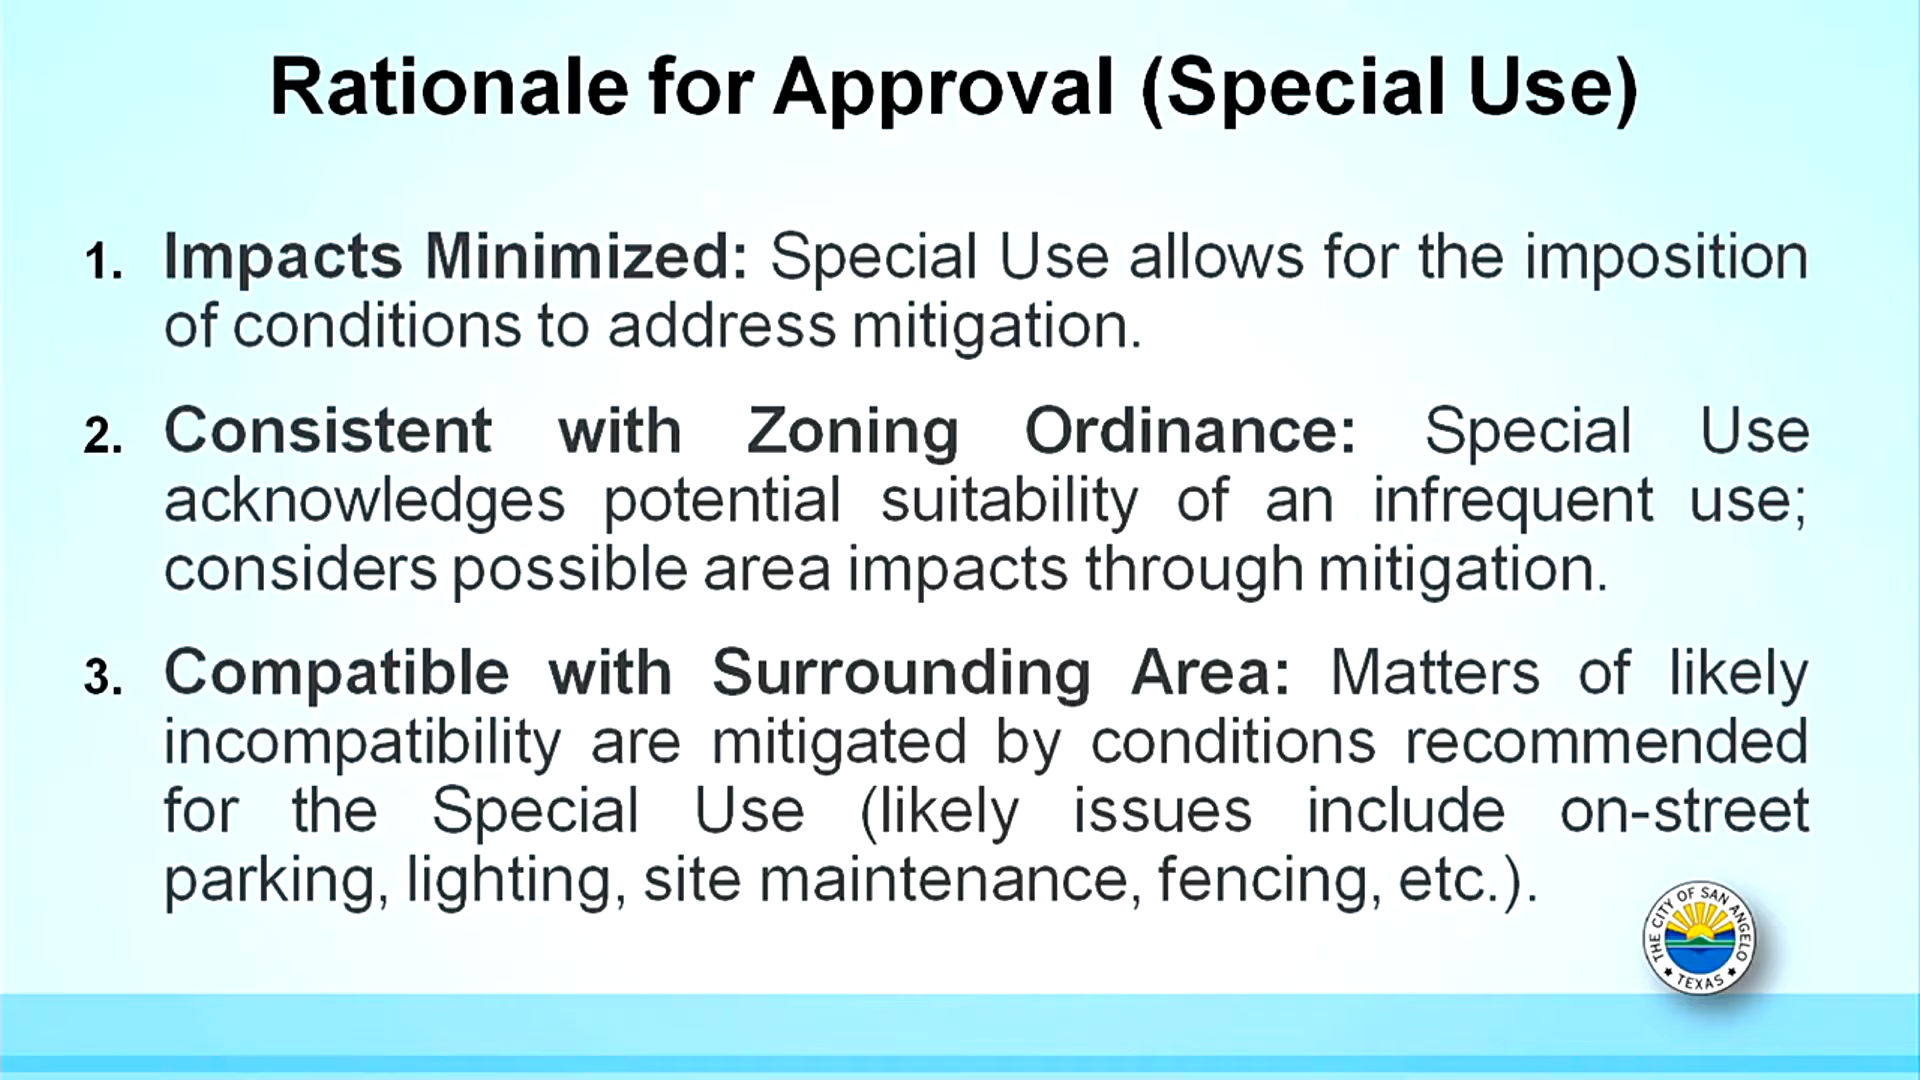 Rationale for Approval (Special Use)
1. Impacts Minimized: Special Use allows for the imposition
of conditions to address mitigation.
2. Consistent with Zoning Ordinance: Special Use
acknowledges potential suitability of an infrequent use;
considers possible area impacts through mitigation.
3. Compatible with Surrounding Area: Matters of likely
incompatibility are mitigated by conditions recommended
for the Special Use (likely issues include on-street
parking, lighting, site maintenance, fencing, etc.).
THE CITY OF SAN ANGELO
TEXAS